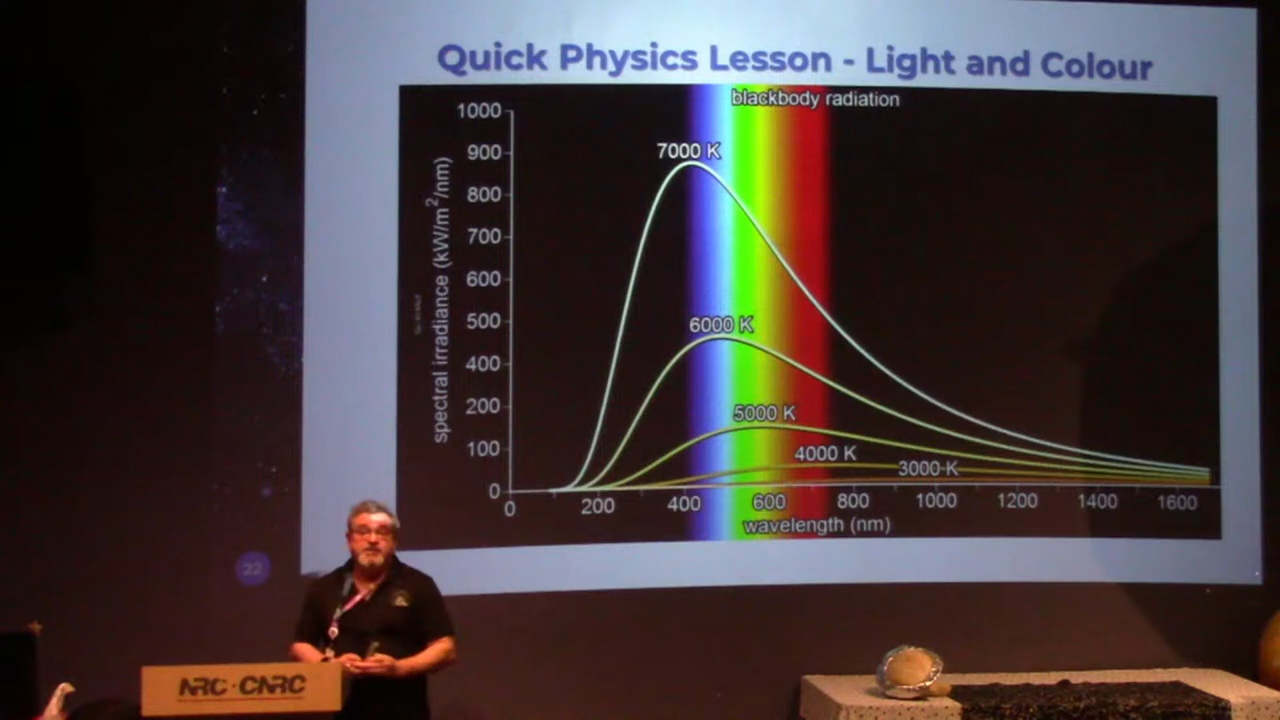 Quick Physics Lesson - Light and Colour
blackbody radiation
1000
900
800
700
600
500
400
200
100
0
spectral irradiance (kW/m²/nm)
7000 K
6000 K
5000 K
4000 K
3000 K
0 200 400 600 800 1000 1200 1400 1600
wavelength (nm)
22
NRC·CNRC